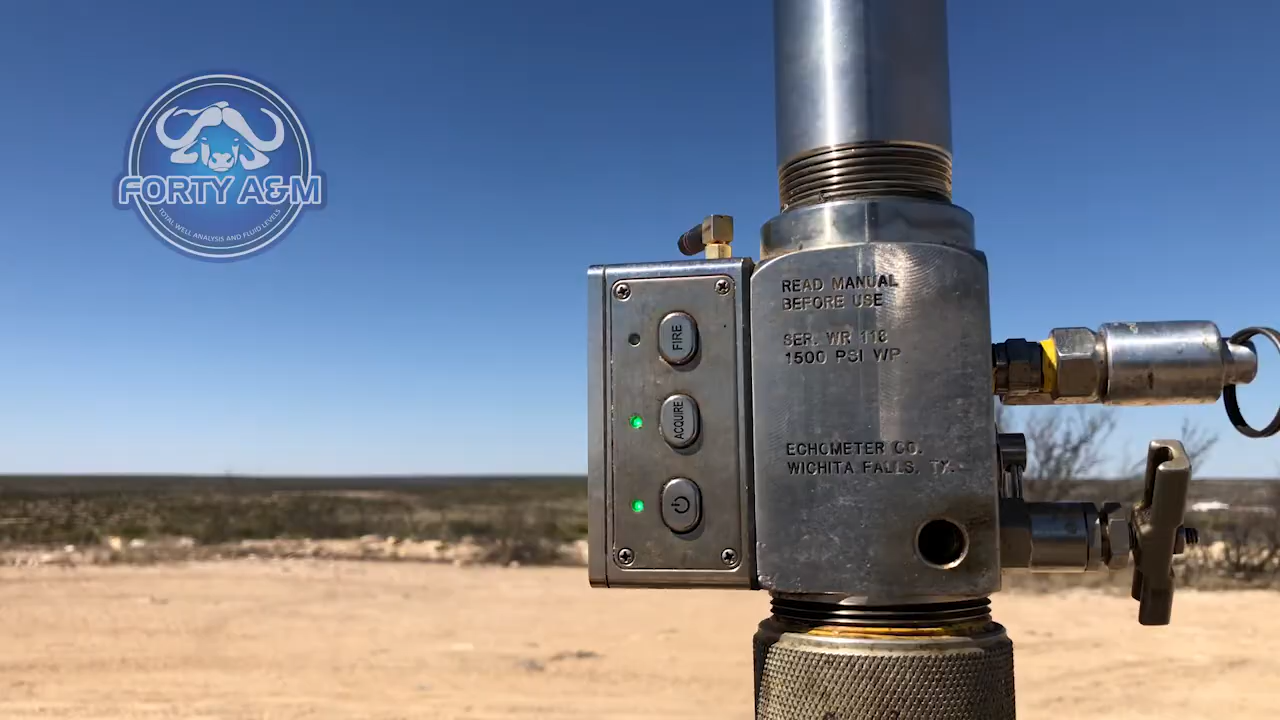 FORTY A&M
TOTAL WELL ANALYSIS AND FLUID LEVELS
FIRE
ACQUIRE
READ MANUAL
BEFORE USE
SER. WR 118
1500 PSI WP
ECHOMETER CO.
WICHITA FALLS, TX.